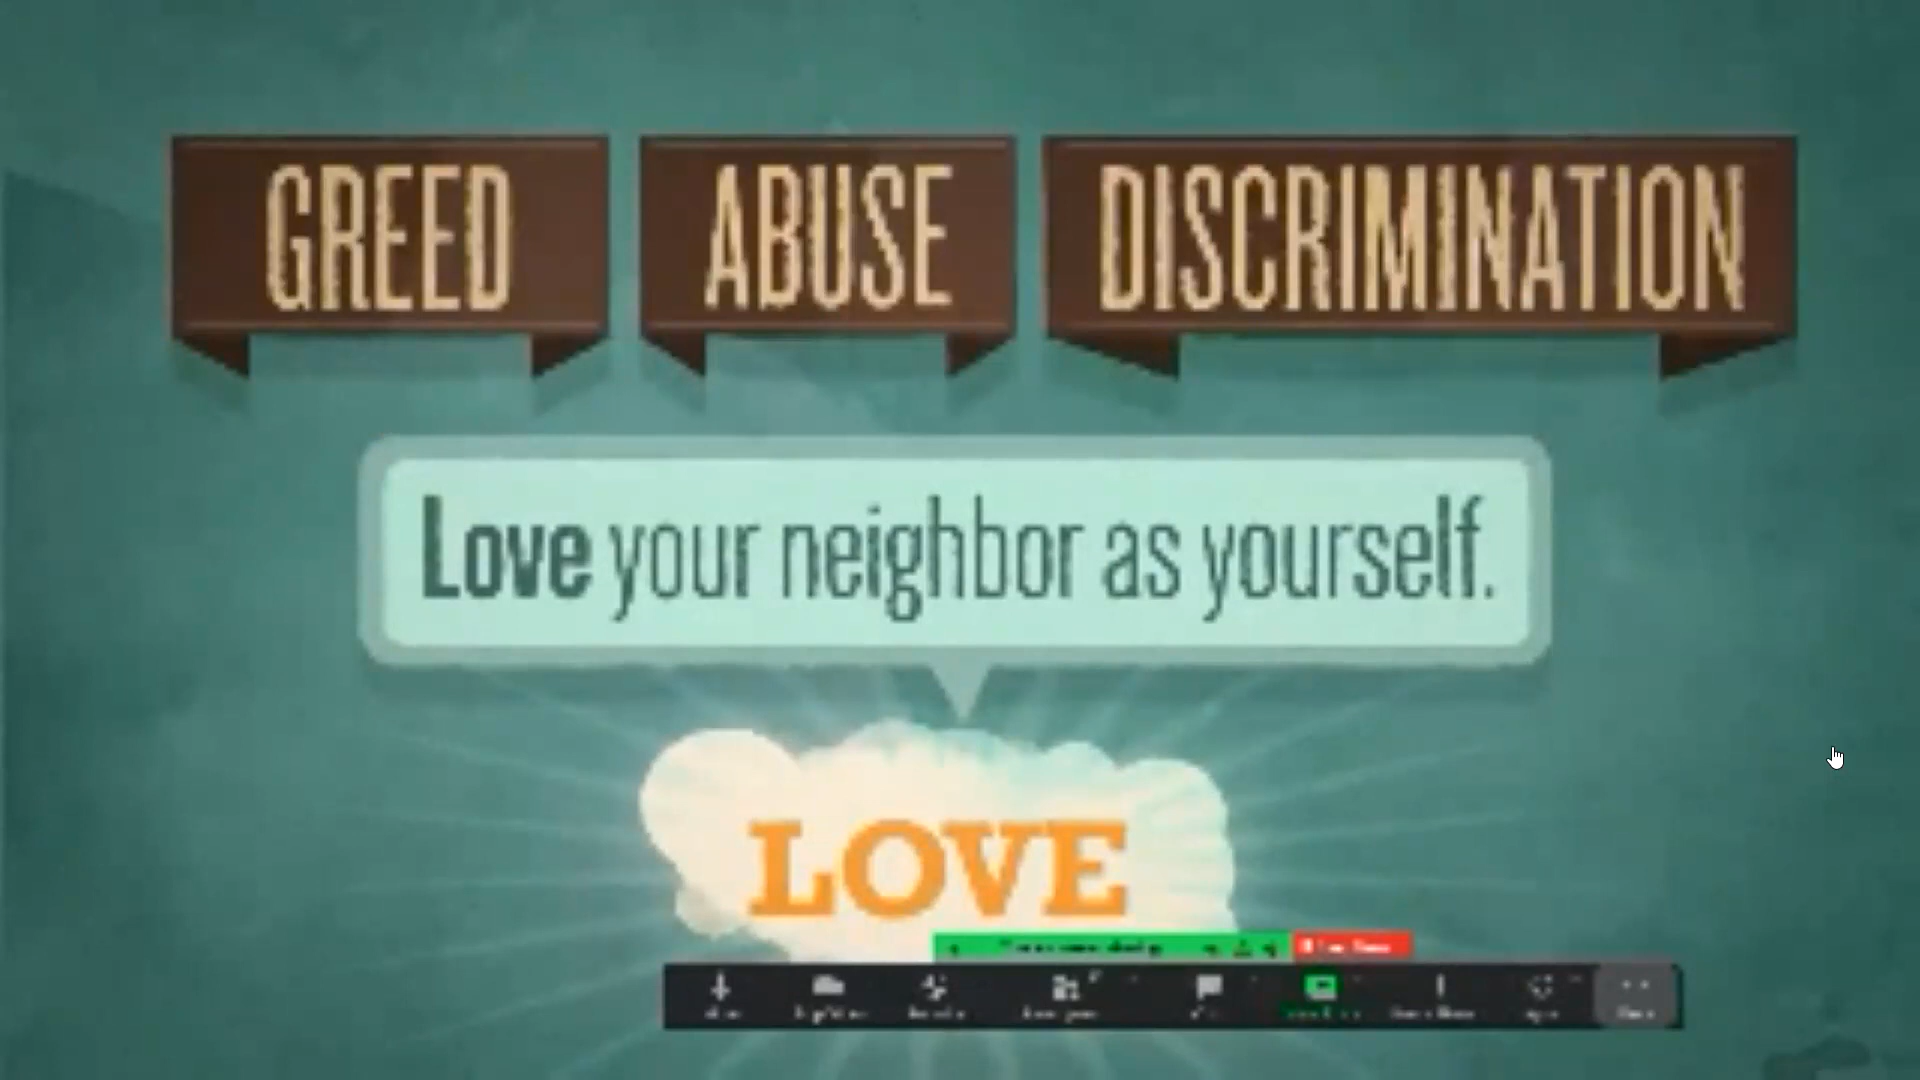 GREED ABUSE DISCRIMINATION
Love your neighbor as yourself.
LOVE